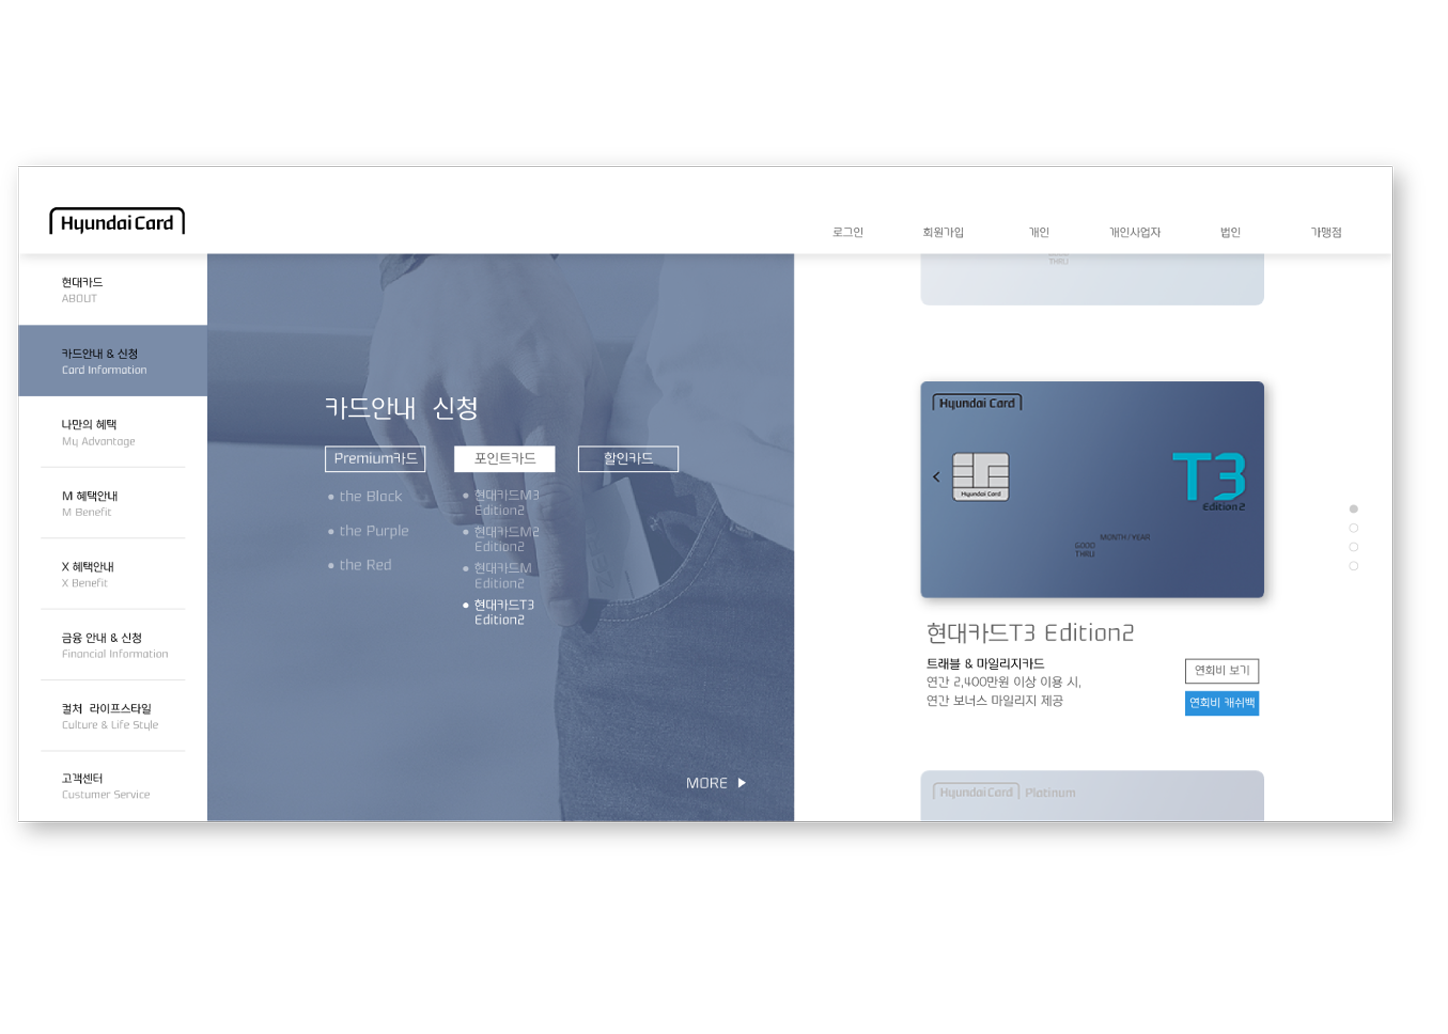 Hyundai Card
로그인 회원가입 개인 개인사업자 법인 가맹점
현대카드
ABOUT
카드안내 & 신청
Card Information
나만의 혜택
My Advantage
M 혜택안내
M Benefit
X 혜택안내
X Benefit
금융 안내 & 신청
Financial Information
컬처 라이프스타일
Culture & Life Style
고객센터
Custumer Service
카드안내 신청
Premium카드
the Black
the Purple
the Red
포인트카드
현대카드M3
Edition2
현대카드M2
Edition2
현대카드M
Edition2
현대카드T3
Edition2
할인카드
MORE
THRU
Hyundai Card
Hyundai Card
T3
Edition2
MONTH/YEAR
GOOD
THRU
현대카드T3 Edition2
트래블 & 마일리지카드
연간 2,400만원 이상 이용 시,
연간 보너스 마일리지 제공
연회비 보기
연회비 캐쉬백
Hyundai Card Platinum